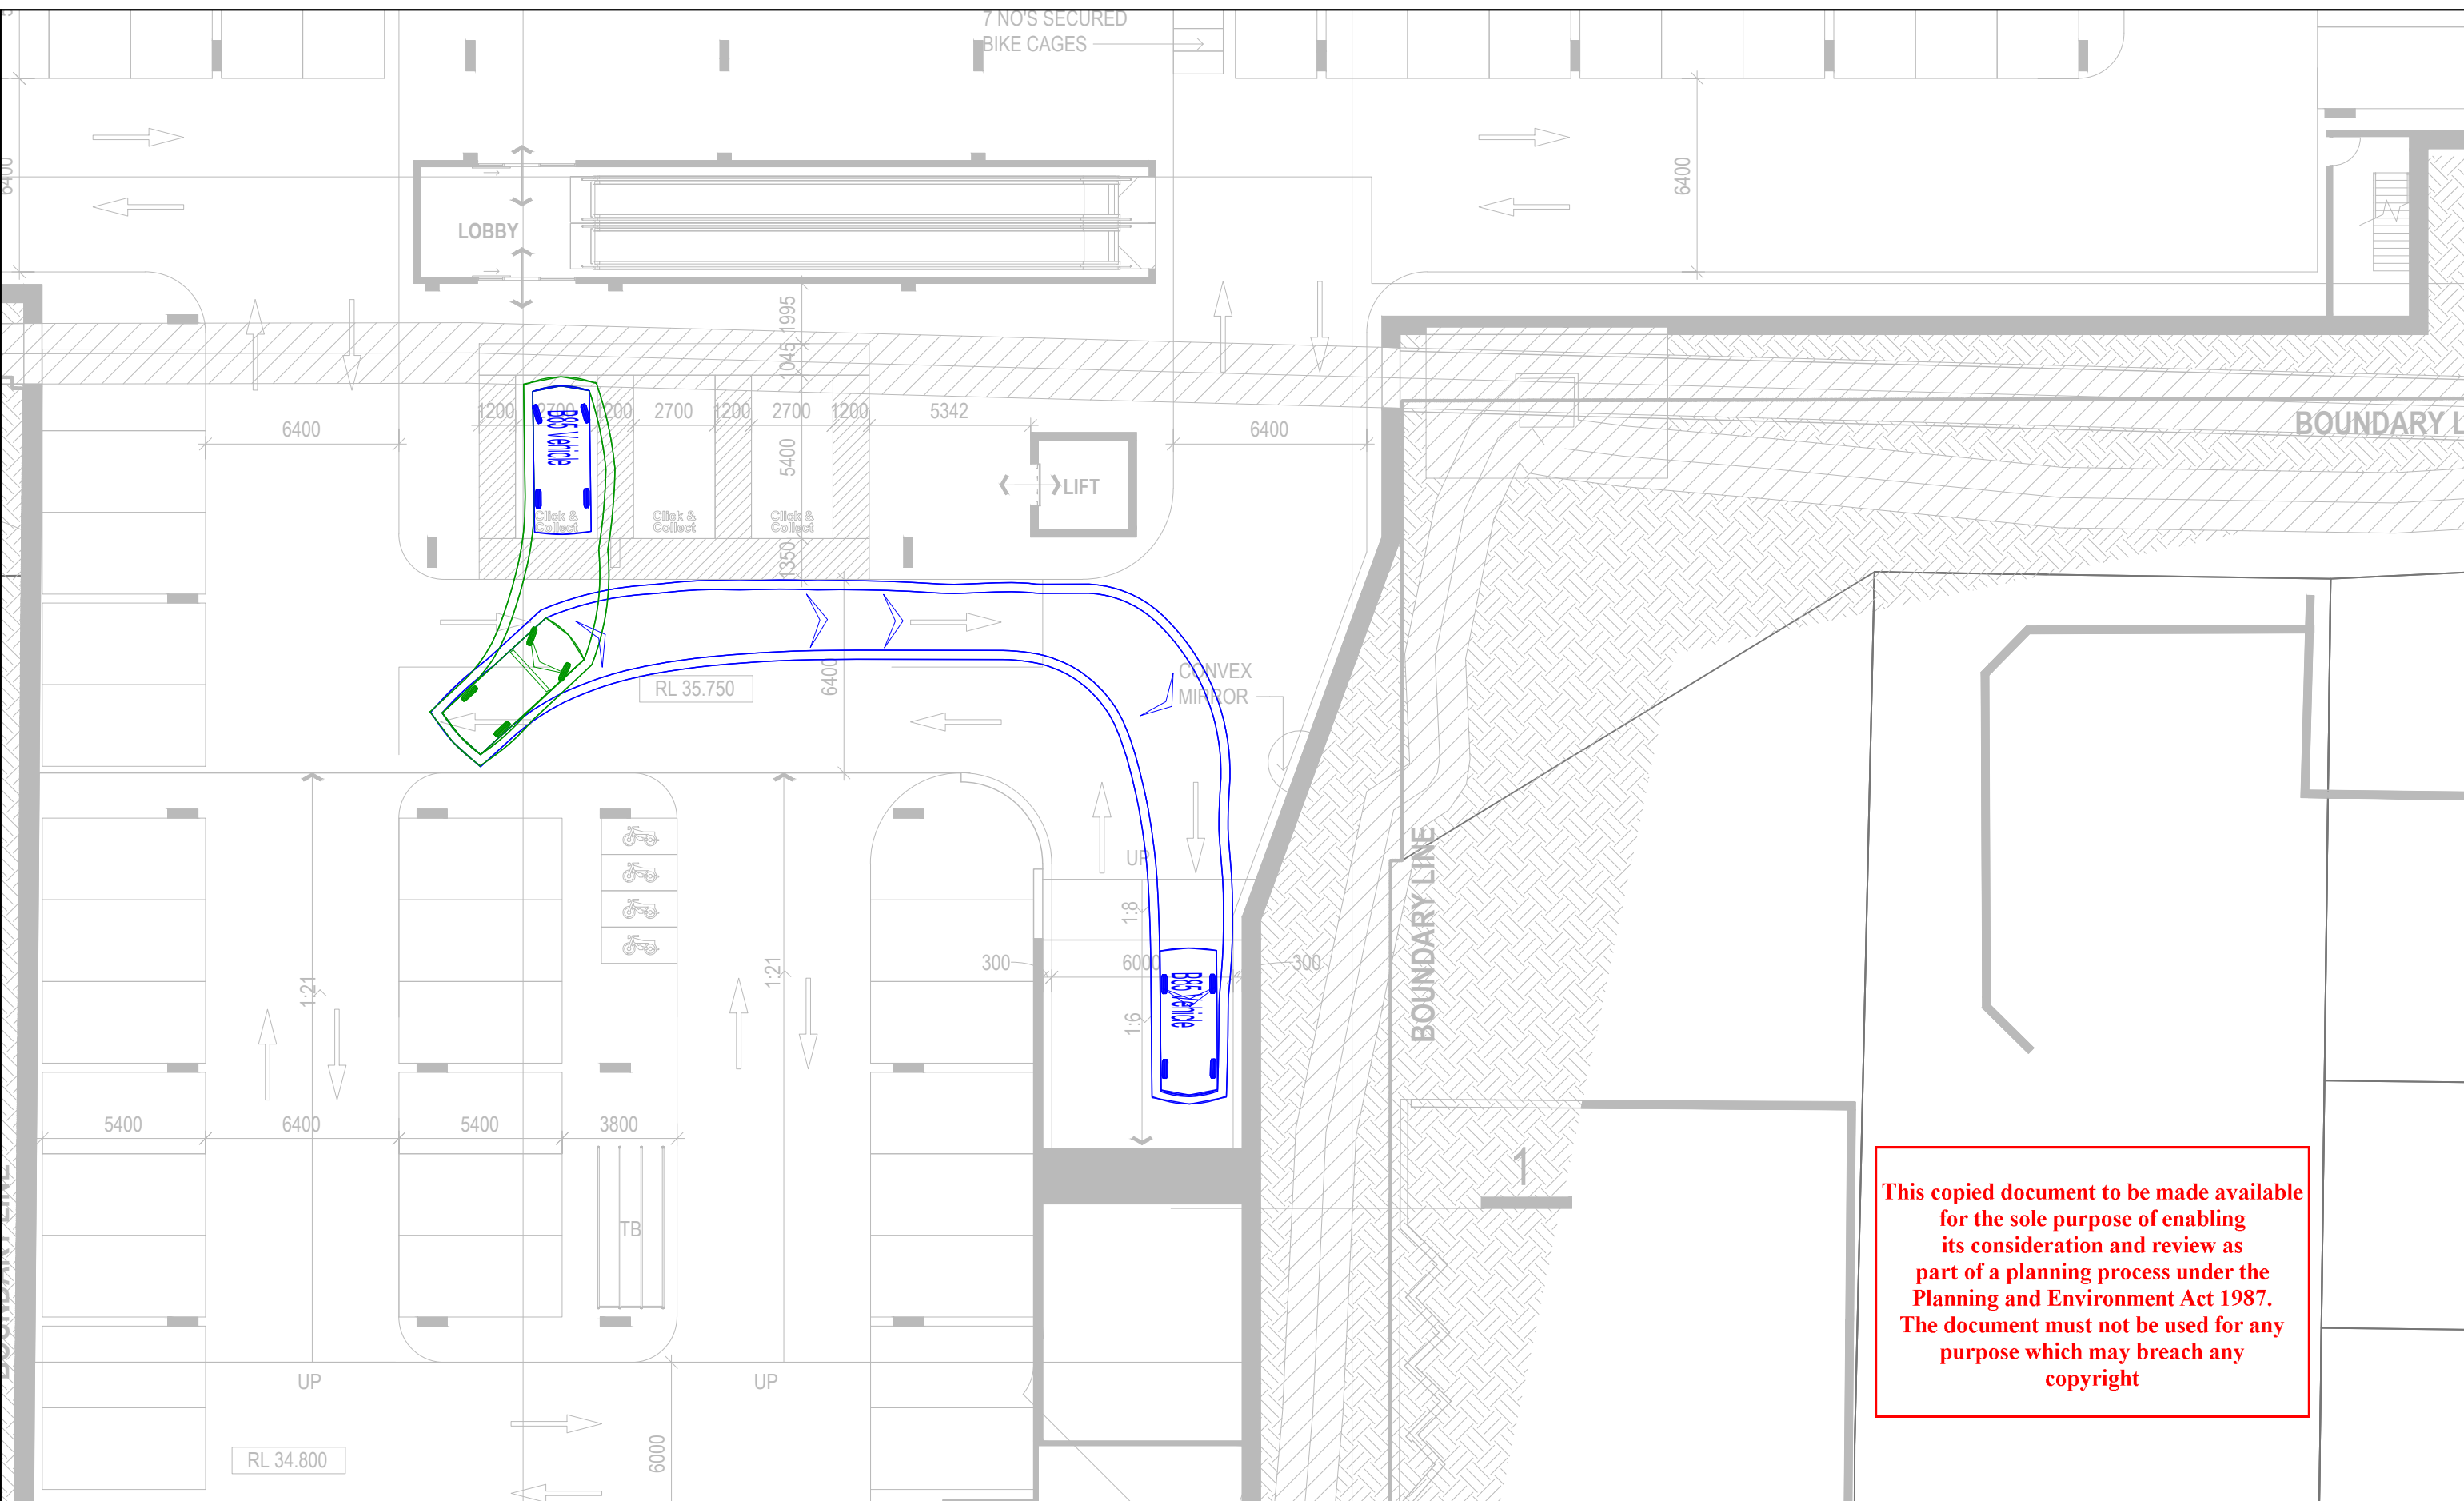 7 NO'S SECURED
BIKE CAGES
6400
6400
LOBBY
1995
1045
1200
2700
1200
2700
1200
2700
1200
5342
6400
6400
5400
B85 Vehicle
LIFT
Click &
Collect
Click &
Collect
Click &
Collect
1350
BOUNDARY L
CONVEX
MIRROR
RL 35.750
6400
UP
1:8
300
6000
300
B85 Vehicle
1:6
1:21
1:21
BOUNDARY LINE
5400
6400
5400
3800
1
TB
BOUNDARY LINE
UP
UP
RL 34.800
6000
This copied document to be made available
for the sole purpose of enabling
its consideration and review as
part of a planning process under the
Planning and Environment Act 1987.
The document must not be used for any
purpose which may breach any
copyright